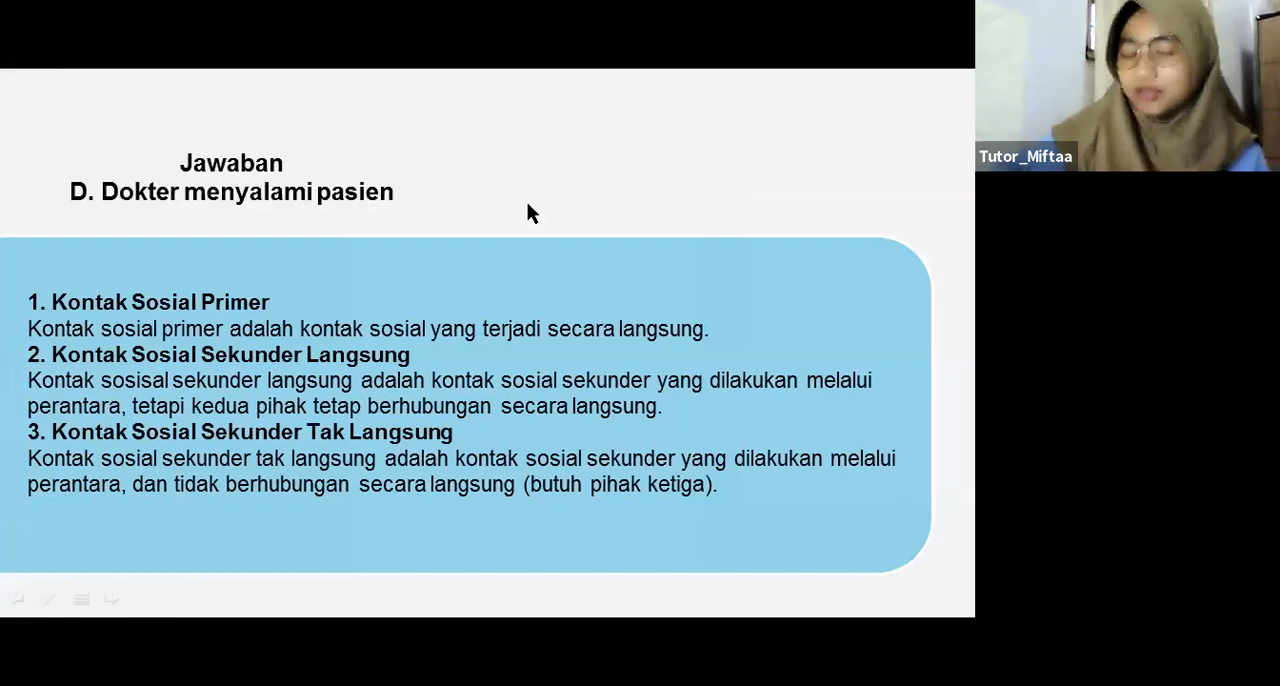 Jawaban
D. Dokter menyalami pasien
1. Kontak Sosial Primer
Kontak sosial primer adalah kontak sosial yang terjadi secara langsung.
2. Kontak Sosial Sekunder Langsung
Kontak sosisal sekunder langsung adalah kontak sosial sekunder yang dilakukan melalui
perantara, tetapi kedua pihak tetap berhubungan secara langsung.
3. Kontak Sosial Sekunder Tak Langsung
Kontak sosial sekunder tak langsung adalah kontak sosial sekunder yang dilakukan melalui
perantara, dan tidak berhubungan secara langsung (butuh pihak ketiga).
Tutor_Miftaa